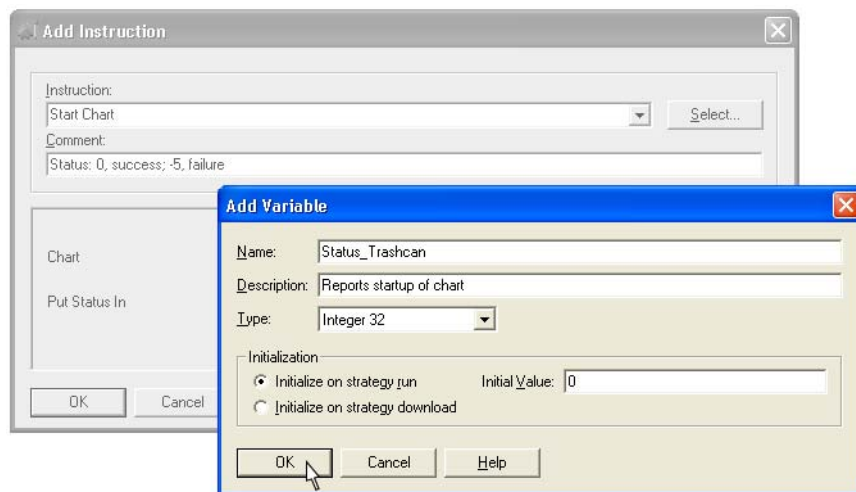 Add Instruction
Instruction:
Start Chart
Select...
Comment:
Status: 0, success; -5, failure
Chart
Put Status In
OK Cancel
Add Variable
Name: Status_Trashcan
Description: Reports startup of chart
Type: Integer 32
Initialization
Initialize on strategy run Initial Value: 0
Initialize on strategy download
OK Cancel Help